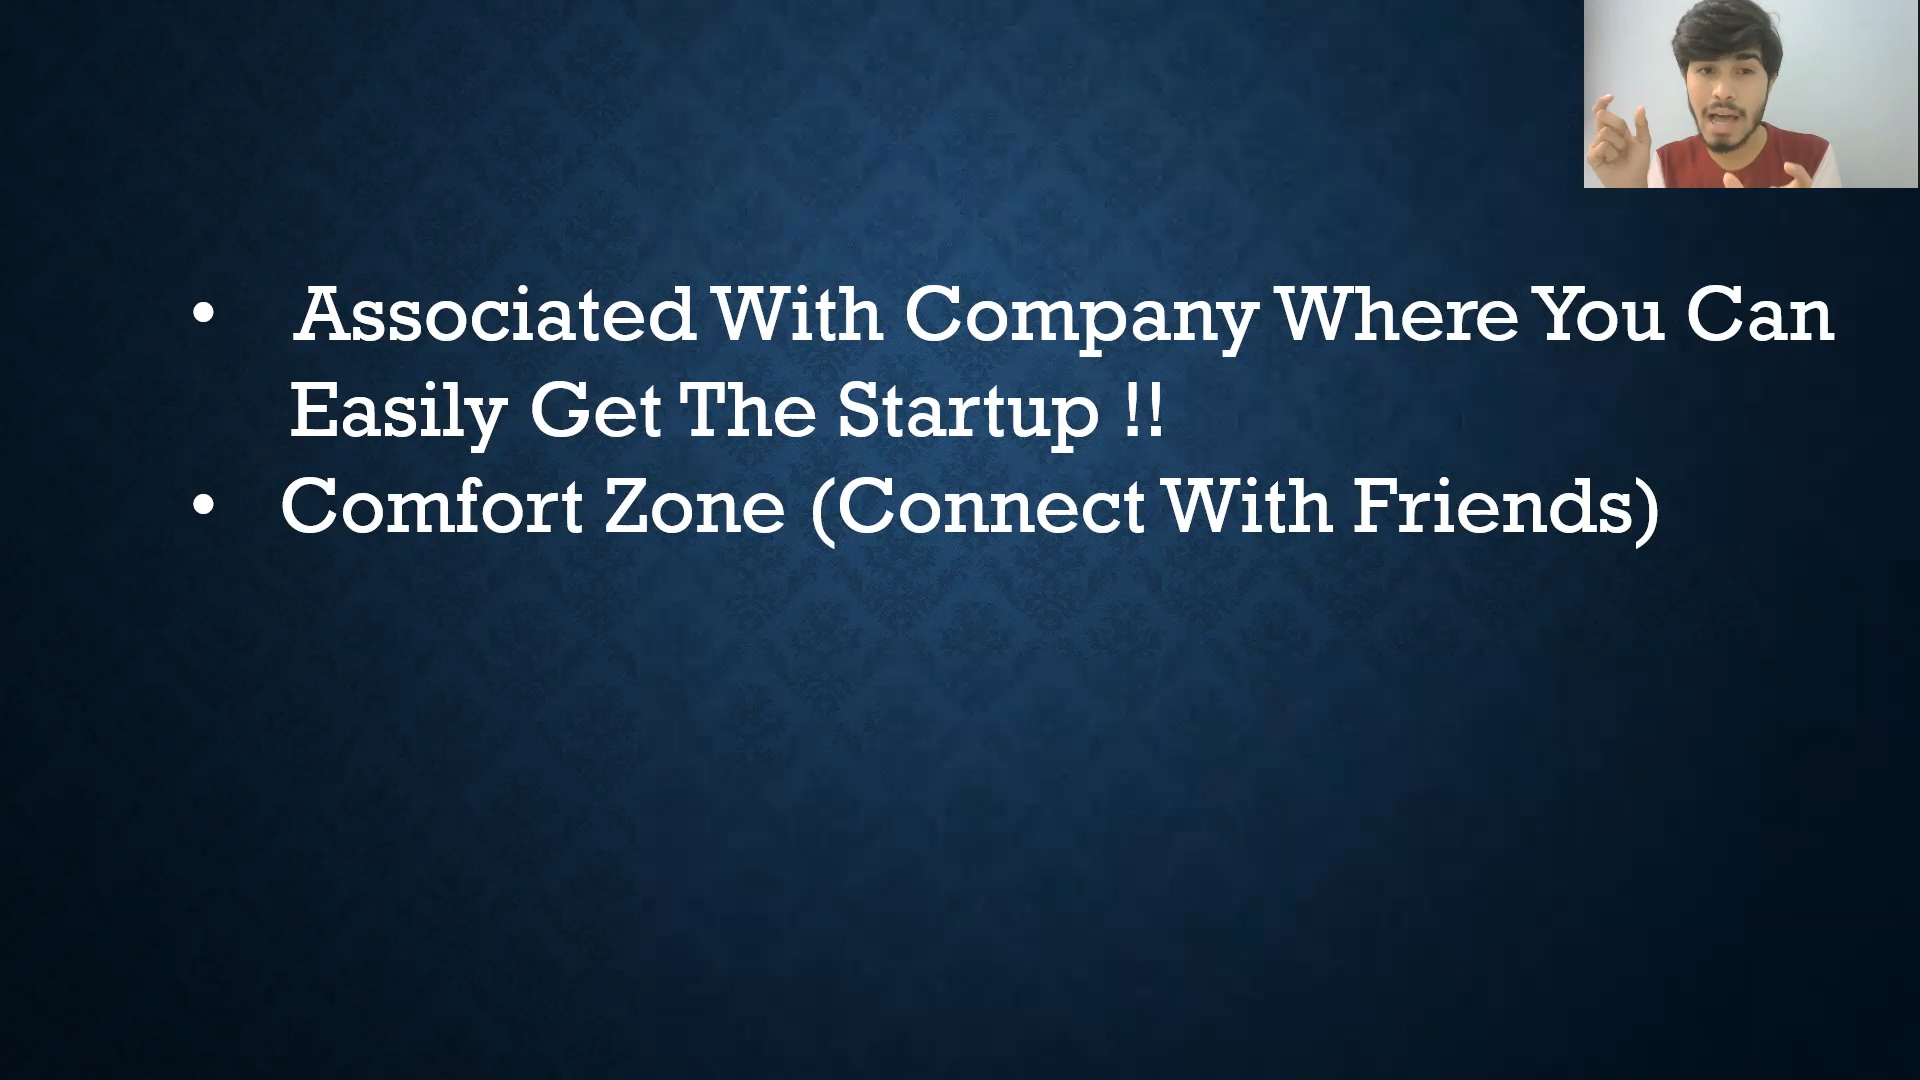 • Associated With Company Where You Can
Easily Get The Startup !!
• Comfort Zone (Connect With Friends)